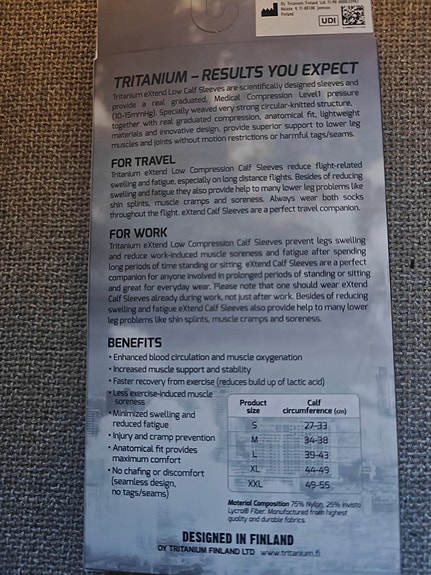 Oy Tritanium Finland Ltd
Finland
UDI
TRITANIUM – RESULTS YOU EXPECT
Tritanium eXtend Low Calf Sleeves are scientifically designed sleeves and
provide a real graduated, Medical Compression Level1 pressure
(10-15mmHg). Specially weaved very strong circular-knitted structure,
together with real graduated compression, anatomical fit, lightweight
materials and innovative design, provide superior support to lower leg
muscles and joints without motion restrictions or harmful tags/seams.
FOR TRAVEL
Tritanium eXtend Low Compression Calf Sleeves reduce flight-related
swelling and fatigue, especially on long distance flights. Besides of reducing
swelling and fatigue they also provide help to many lower leg problems like
shin splints, muscle cramps and soreness. Always wear both socks
throughout the flight. eXtend Calf Sleeves are a perfect travel companion.
FOR WORK
Tritanium eXtend Low Compression Calf Sleeves prevent legs swelling
and reduce work-induced muscle soreness and fatigue after spending
long periods of time standing or sitting. eXtend Calf Sleeves are a perfect
companion for anyone involved in prolonged periods of standing or sitting
and great for everyday wear. Please note that one should wear eXtend
Calf Sleeves already during work, not just after work. Besides of reducing
swelling and fatigue eXtend Calf Sleeves also provide help to many lower
leg problems like shin splints, muscle cramps and soreness.
BENEFITS
• Enhanced blood circulation and muscle oxygenation
• Increased muscle support and stability
• Faster recovery from exercise (reduces build up of lactic acid)
• Less exercise-induced muscle
soreness
• Minimized swelling and
reduced fatigue
• Injury and cramp prevention
• Anatomical fit provides
maximum comfort
• No chafing or discomfort
(seamless design,
no tags/seams)
Product size Calf circumference (cm)
S 27-33
M 34-38
L 39-43
XL 44-49
XXL 49-55
Material Composition 75% Nylon, 25% Invista
Lycra® Fiber. Manufactured from highest
quality and durable fabrics.
DESIGNED IN FINLAND
OY TRITANIUM FINLAND LTD www.tritanium.fi